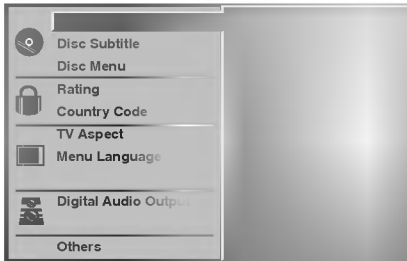 Disc Subtitle
Disc Menu
Rating
Country Code
TV Aspect
Menu Language
Digital Audio Output
Others